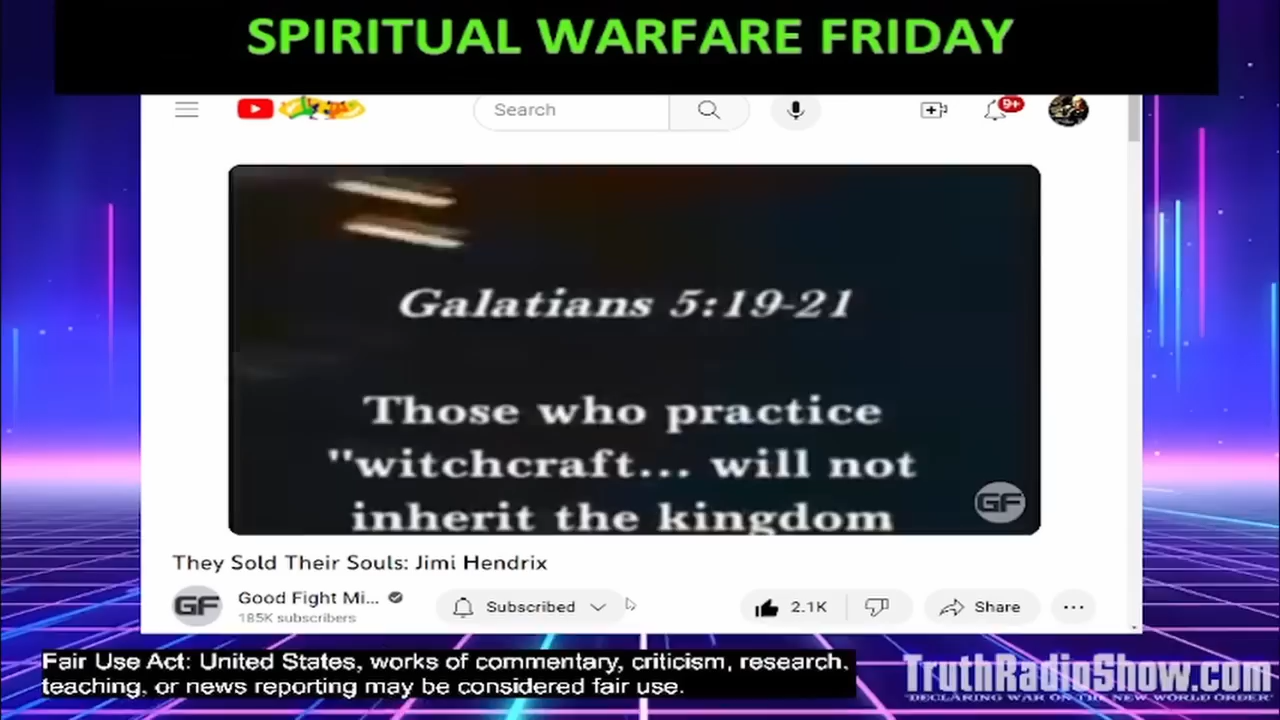 SPIRITUAL WARFARE FRIDAY
Search
9+
Galatians 5:19-21
Those who practice
"witchcraft... will not
inherit the kingdom
GF
They Sold Their Souls: Jimi Hendrix
GF
Good Fight Mi...
185K subscribers
Subscribed
2.1K
Share
Fair Use Act: United States, works of commentary, criticism, research,
teaching, or news reporting may be considered fair use.
TruthRadioShow.com
"DECLARING WAR ON THE NEW WORLD ORDER"